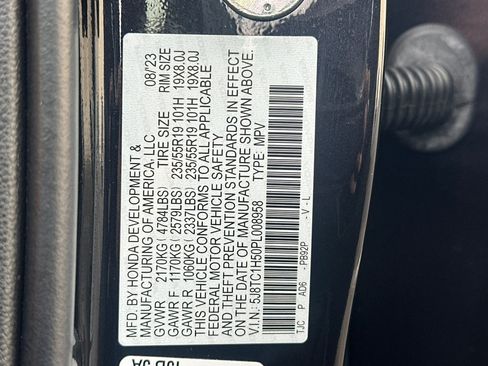 MFD. BY HONDA DEVELOPMENT & 08/'23
MANUFACTURING OF AMERICA, LLC
GVWR 2170KG( 4784LBS) TIRE SIZE RIM SIZE
GAWR F 1170KG( 2579LBS) 235/55R19 101H 19X8.0J
GAWR R 1060KG( 2337LBS) 235/55R19 101H 19X8.0J
THIS VEHICLE CONFORMS TO ALL APPLICABLE
FEDERAL MOTOR VEHICLE SAFETY
AND THEFT PREVENTION STANDARDS IN EFFECT
ON THE DATE OF MANUFACTURE SHOWN ABOVE.
V.I.N: 5J8TC1H50PL008958 TYPE: MPV
TJC P AD6 -PB92P -V-L